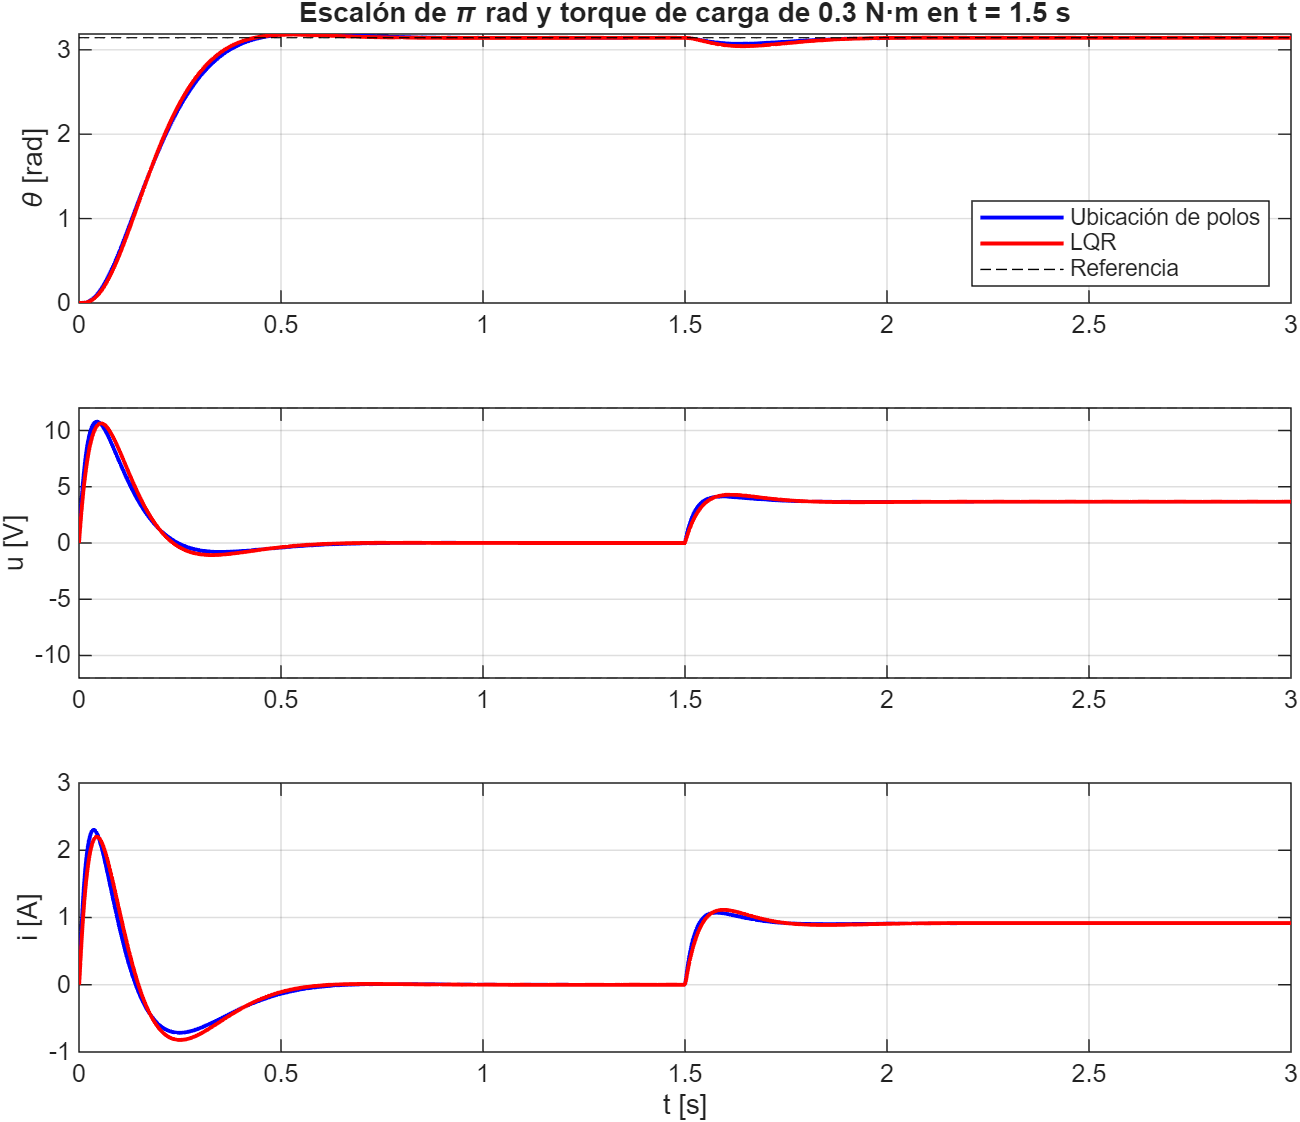 Escalón de π rad y torque de carga de 0.3 N·m en t = 1.5 s
3
2
1
0
θ [rad]
Ubicación de polos
LQR
Referencia
0 0.5 1 1.5 2 2.5 3
10
5
0
-5
-10
u [V]
0 0.5 1 1.5 2 2.5 3
3
2
1
0
-1
i [A]
0 0.5 1 1.5 2 2.5 3
t [s]